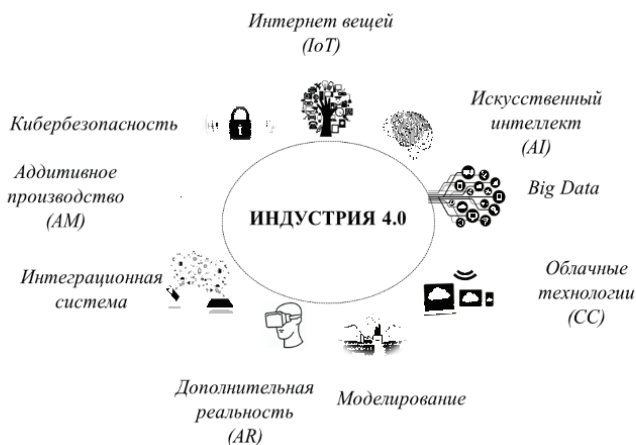 Интернет вещей
(IoT)
Искусственный
интеллект
(AI)
Big Data
Облачные
технологии
(CC)
Моделирование
Дополнительная
реальность
(AR)
Интеграционная
система
Аддитивное
производство
(AM)
Кибербезопасность
ИНДУСТРИЯ 4.0